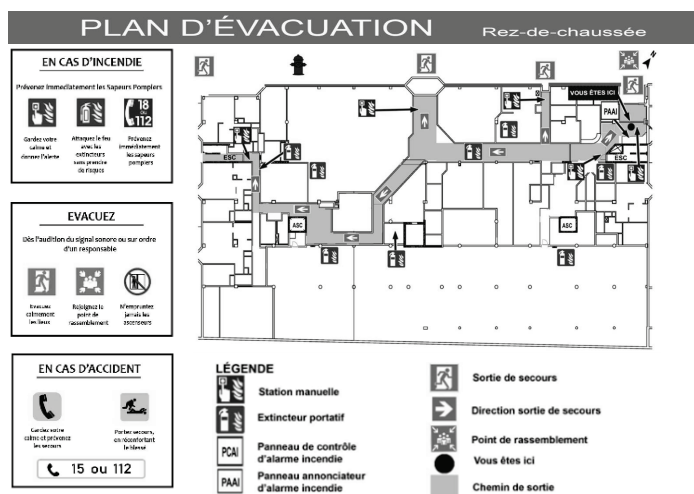 PLAN D'ÉVACUATION Rez-de-chaussée
EN CAS D'INCENDIE
Prévenez Immediatement les Sapeurs Pompiers
18
ou
112
Gardez votre
calme et
donnez l'alerte
Attaquez le feu
avec les
extincteurs
sans prendre
de risques
Prévenez
immédiatement
les sapeurs
pompiers
EVACUEZ
Dès l'audition du signal sonore ou sur ordre
d'un responsable
Evacuez
calmement
les lieux
Rejoignez le
point de
rassemblement
N'empruntez
jamais les
ascenseurs
EN CAS D'ACCIDENT
Gardez votre
calme et prévenez
les secours
Porter secours,
en reconfortant
le blessé
15 ou 112
VOUS ÊTES ICI
PAAI
ESC
ESC
ASC
ASC
N
LÉGENDE
Station manuelle
Extincteur portatif
PCAI
Panneau de contrôle
d'alarme incendie
PAAI
Panneau annonciateur
d'alarme incendie
Sortie de secours
Direction sortie de secours
Point de rassemblement
Vous êtes ici
Chemin de sortie